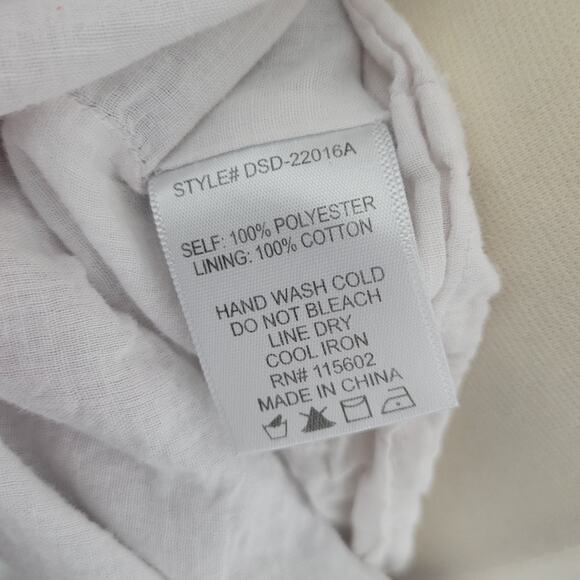 STYLE# DSD-22016A
SELF: 100% POLYESTER
LINING: 100% COTTON
HAND WASH COLD
DO NOT BLEACH
LINE DRY
COOL IRON
RN# 115602
MADE IN CHINA